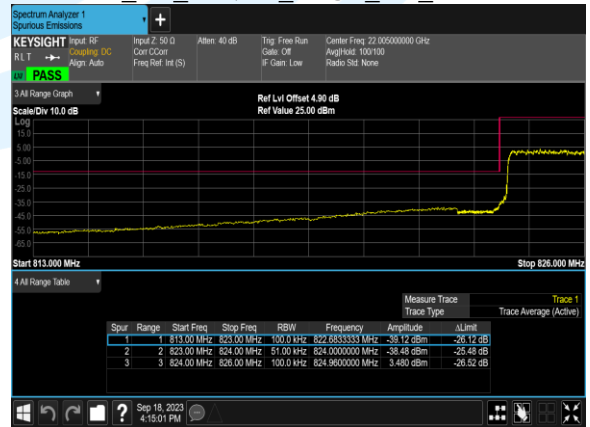 Spectrum Analyzer 1
Spurious Emissions
KEYSIGHT Input: RF Input Z: 50 Ω Atten: 40 dB Trig: Free Run Center Freq: 22.005000000 GHz
RLT Coupling: DC Corr CCorr Gate: Off Avg|Hold: 100/100
Align: Auto Freq Ref: Int (S) IF Gain: Low Radio Std: None
LM PASS
3 All Range Graph
Ref Lvl Offset 4.90 dB
Scale/Div 10.0 dB Ref Value 25.00 dBm
Log
15.0
5.00
-5.00
-15.0
-25.0
-35.0
-45.0
-55.0
-65.0
Start 813.000 MHz Stop 826.000 MHz
4 All Range Table
Measure Trace Trace 1
Trace Type Trace Average (Active)
Spur Range Start Freq Stop Freq RBW Frequency Amplitude ΔLimit
1 1 813.00 MHz 823.00 MHz 100.0 kHz 822.6833333 MHz -39.12 dBm -26.12 dB
2 2 823.00 MHz 824.00 MHz 51.00 kHz 824.0000000 MHz -38.48 dBm -25.48 dB
3 3 824.00 MHz 826.00 MHz 100.0 kHz 824.9600000 MHz 3.480 dBm -26.52 dB
? Sep 18, 2023
4:15:01 PM